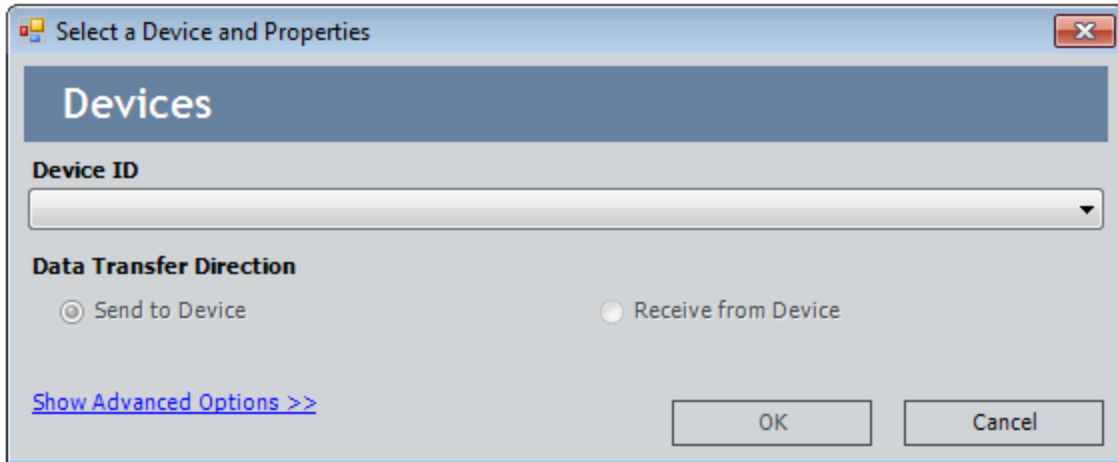 Select a Device and Properties
Devices
Device ID
Data Transfer Direction
Send to Device Receive from Device
Show Advanced Options >>
OK Cancel